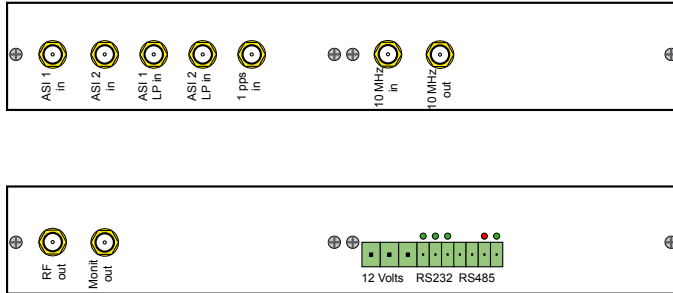 ASI 1
in
ASI 2
in
ASI 1
LP in
ASI 2
LP in
1 pps
in
10 MHz
in
10 MHz
out
RF
out
Monit
out
12 Volts RS232 RS485